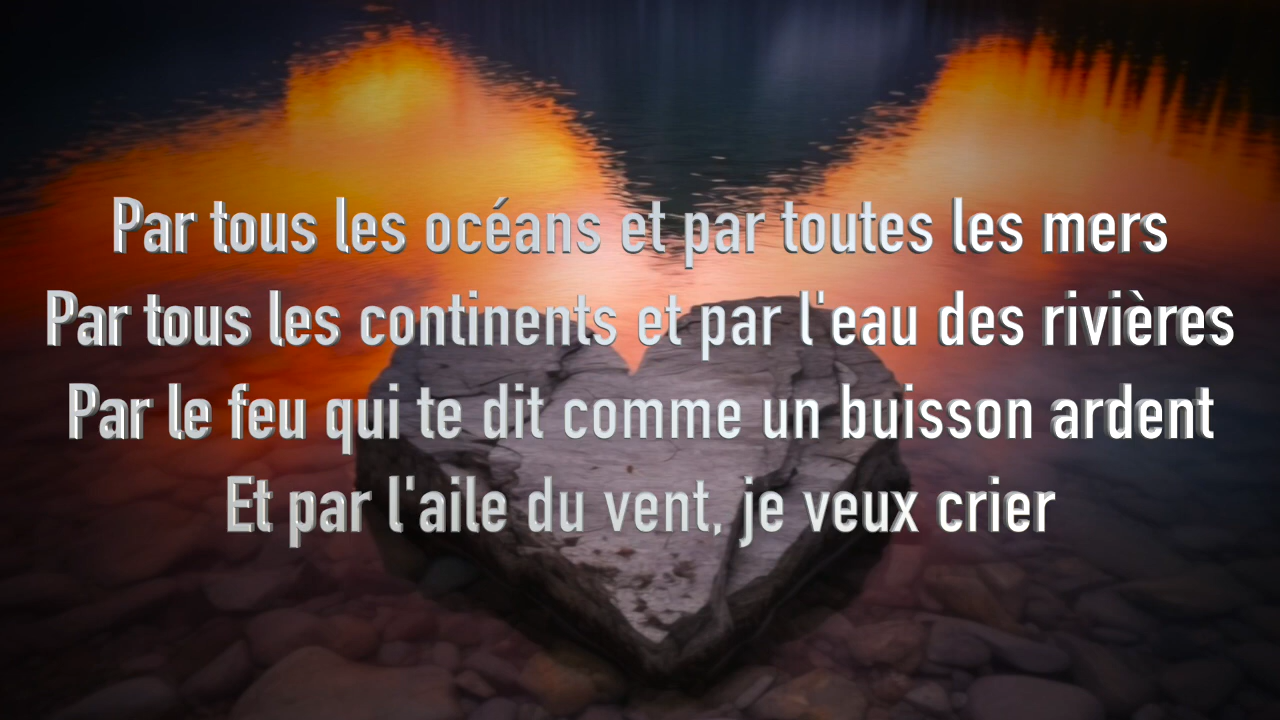 Par tous les océans et par toutes les mers
Par tous les continents et par l'eau des rivières
Par le feu qui te dit comme un buisson ardent
Et par l'aile du vent, je veux crier